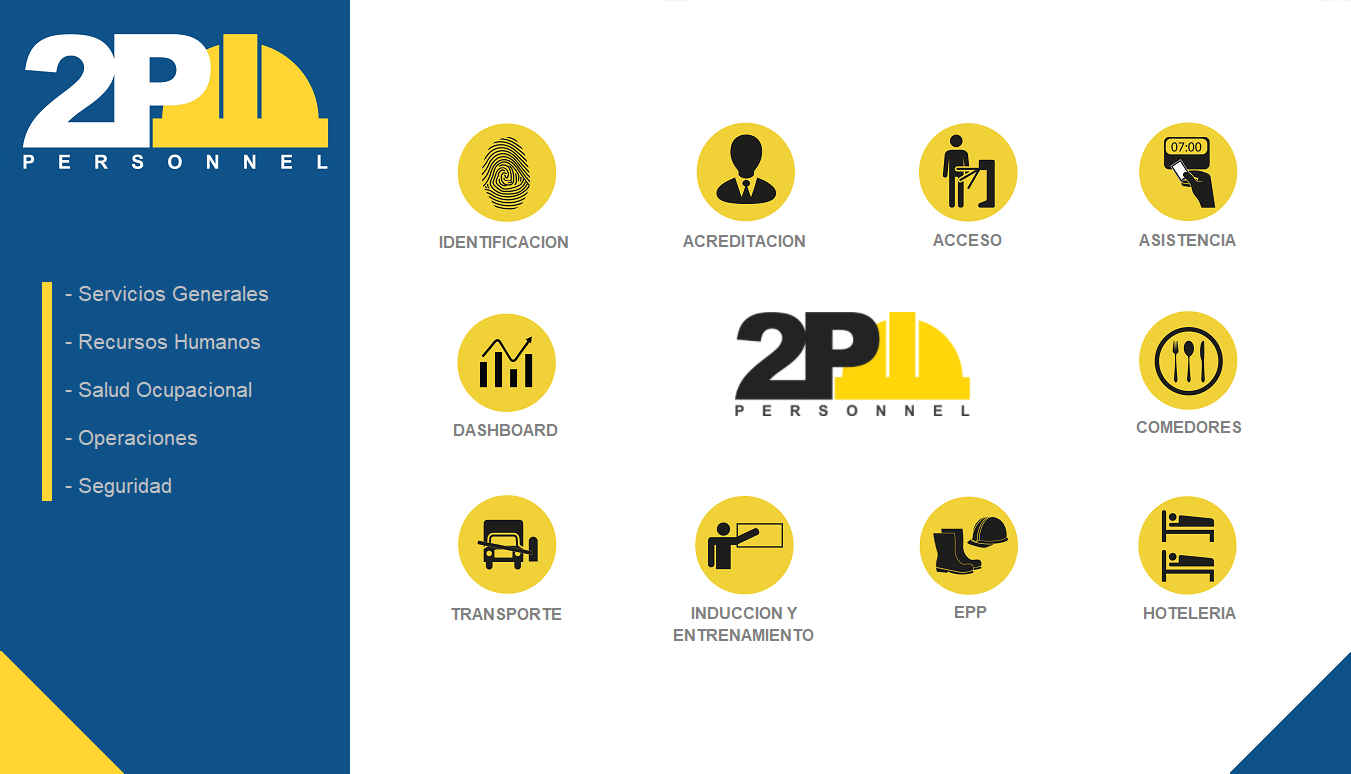 2P
PERSONNEL
- Servicios Generales
- Recursos Humanos
- Salud Ocupacional
- Operaciones
- Seguridad
07:00
IDENTIFICACION
ACREDITACION
ACCESO
ASISTENCIA
DASHBOARD
2P
PERSONNEL
COMEDORES
TRANSPORTE
INDUCCION Y
ENTRENAMIENTO
EPP
HOTELERIA